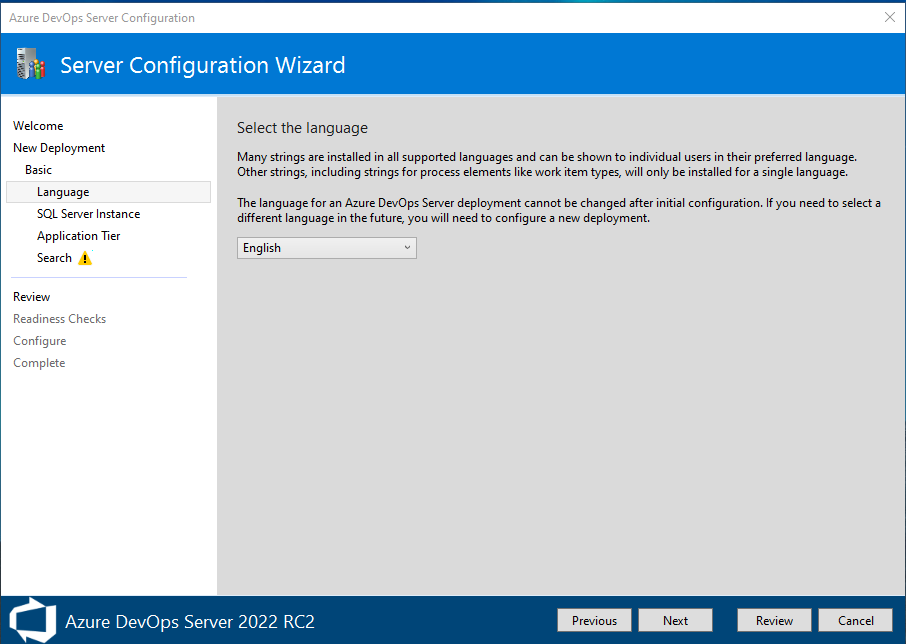 Azure DevOps Server Configuration
Server Configuration Wizard
Welcome
New Deployment
Basic
Language
SQL Server Instance
Application Tier
Search
Review
Readiness Checks
Configure
Complete
Select the language
Many strings are installed in all supported languages and can be shown to individual users in their preferred language.
Other strings, including strings for process elements like work item types, will only be installed for a single language.
The language for an Azure DevOps Server deployment cannot be changed after initial configuration. If you need to select a
different language in the future, you will need to configure a new deployment.
English
Azure DevOps Server 2022 RC2
Previous
Next
Review
Cancel